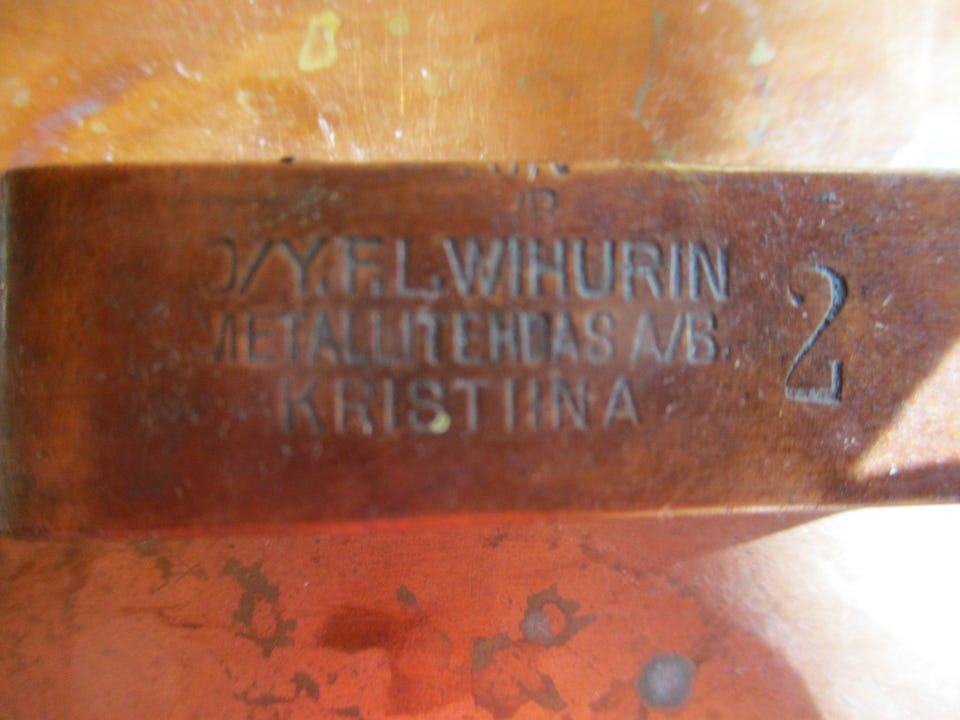 O/Y.F.L.WIHURIN 2
METALLITEHDAS A/B.
KRISTIINA